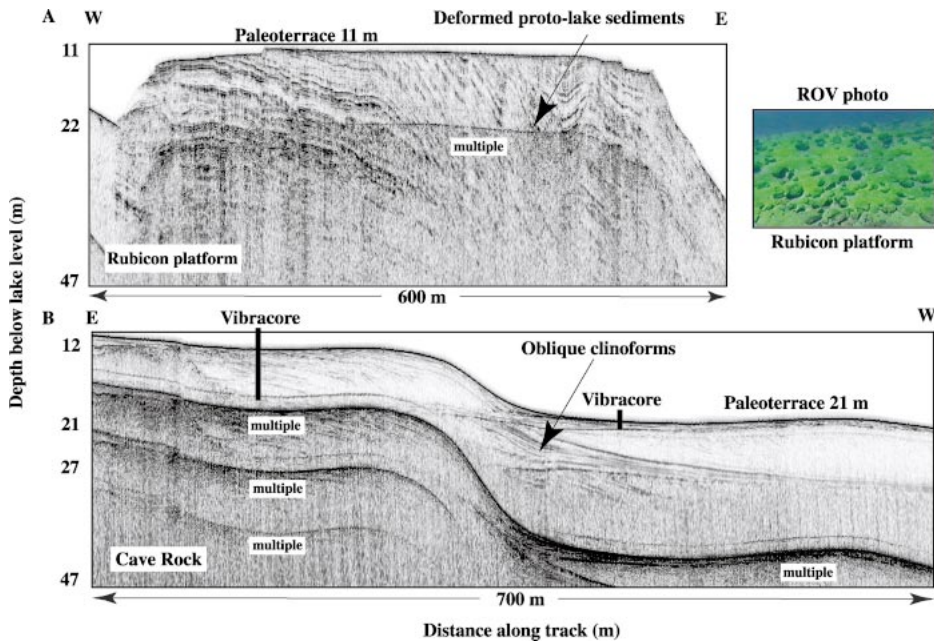 A W
E
Deformed proto-lake sediments
Paleoterrace 11 m
11
22
multiple
Rubicon platform
47
600 m
ROV photo
Rubicon platform
Depth below lake level (m)
B E
W
Vibracore
12
Oblique clinoforms
Vibracore
Paleoterrace 21 m
multiple
21
27
multiple
multiple
Cave Rock
multiple
47
700 m
Distance along track (m)